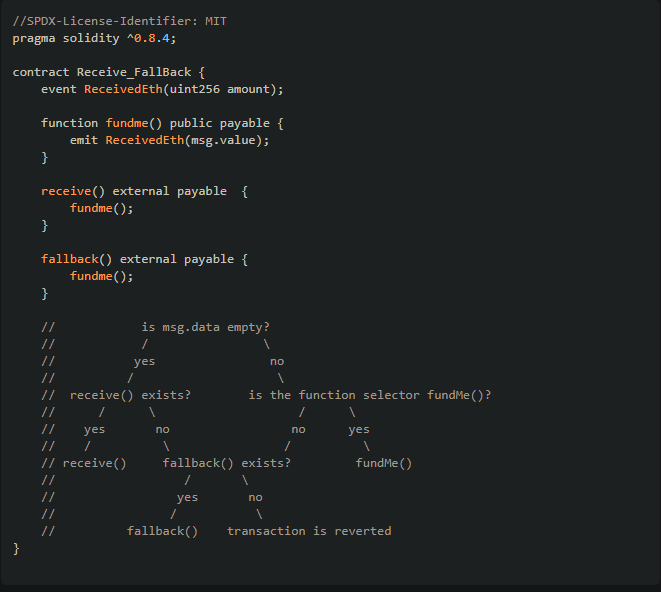 //SPDX-License-Identifier: MIT
pragma solidity ^0.8.4;

contract Receive_FallBack {
    event ReceivedEth(uint256 amount);

    function fundme() public payable {
        emit ReceivedEth(msg.value);
    }

    receive() external payable  {
        fundme();
    }

    fallback() external payable {
        fundme();
    }

    //            is msg.data empty?
    //            /                \
    //           yes                no
    //          /                    \
    //  receive() exists?        is the function selector fundMe()?
    //      /      \                    /      \
    //    yes       no                 no      yes
    //    /          \                /          \
    // receive()     fallback() exists?         fundMe()
    //                  /       \
    //                 yes       no
    //                /           \
    //          fallback()    transaction is reverted
}